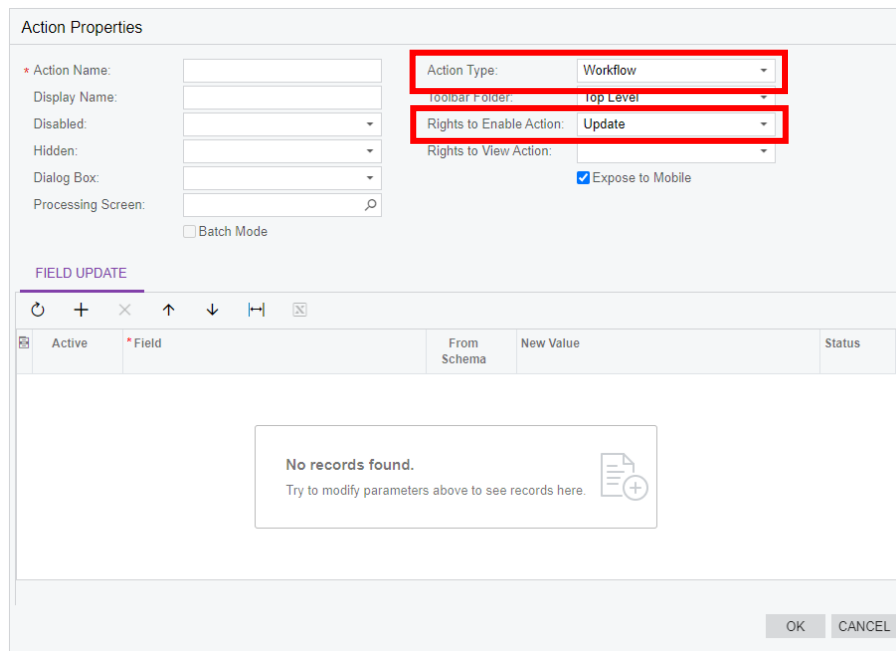 Action Properties
* Action Name:
Action Type: Workflow
Display Name:
Toolbar Folder: Top Level
Disabled:
Rights to Enable Action: Update
Hidden:
Rights to View Action:
Dialog Box:
Expose to Mobile
Processing Screen:
Batch Mode
FIELD UPDATE
Active * Field From Schema New Value Status
No records found.
Try to modify parameters above to see records here.
OK CANCEL